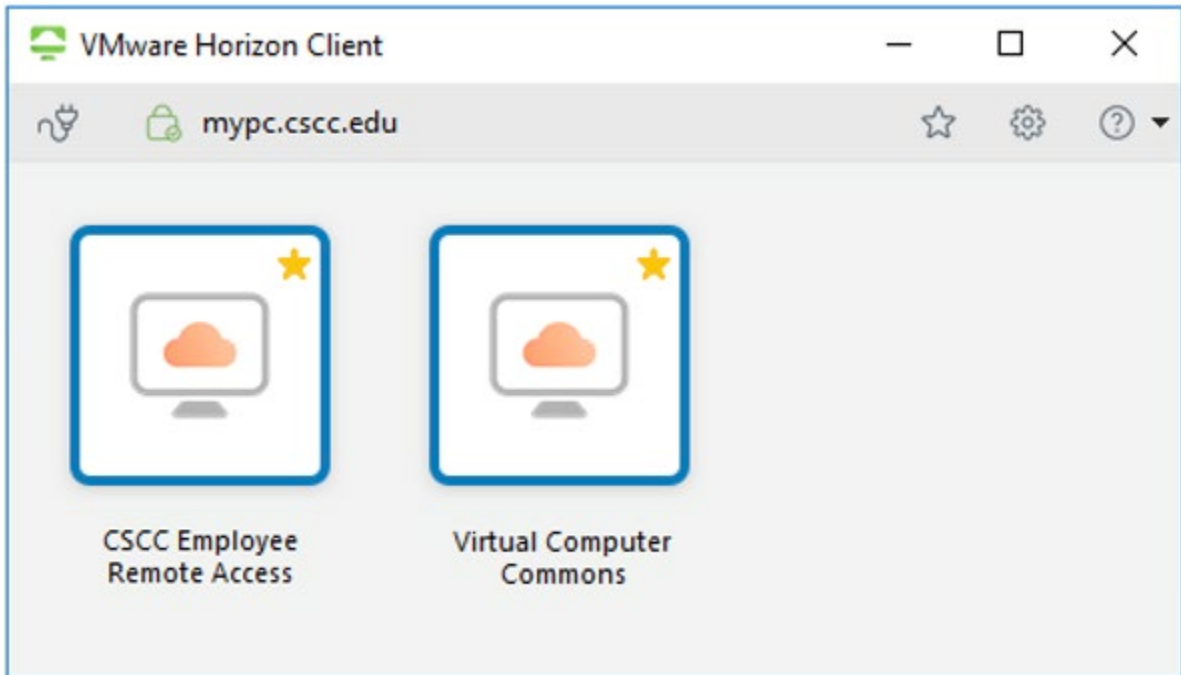 VMware Horizon Client
mypc.cscc.edu
CSCC Employee
Remote Access
Virtual Computer
Commons